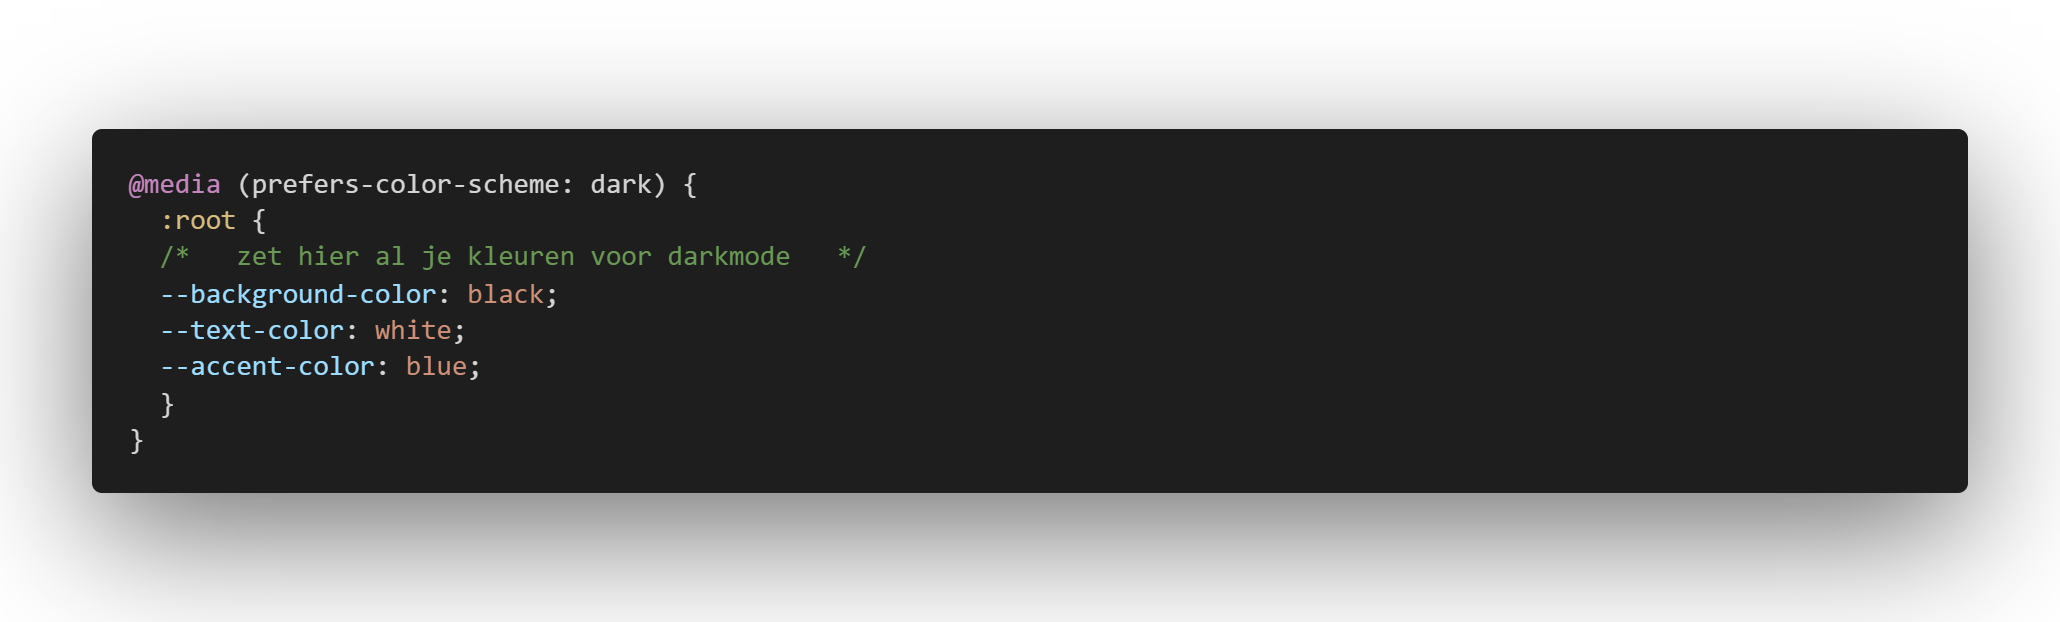 @media (prefers-color-scheme: dark) {
  :root {
  /*   zet hier al je kleuren voor darkmode   */
  --background-color: black;
  --text-color: white;
  --accent-color: blue;
  }
}